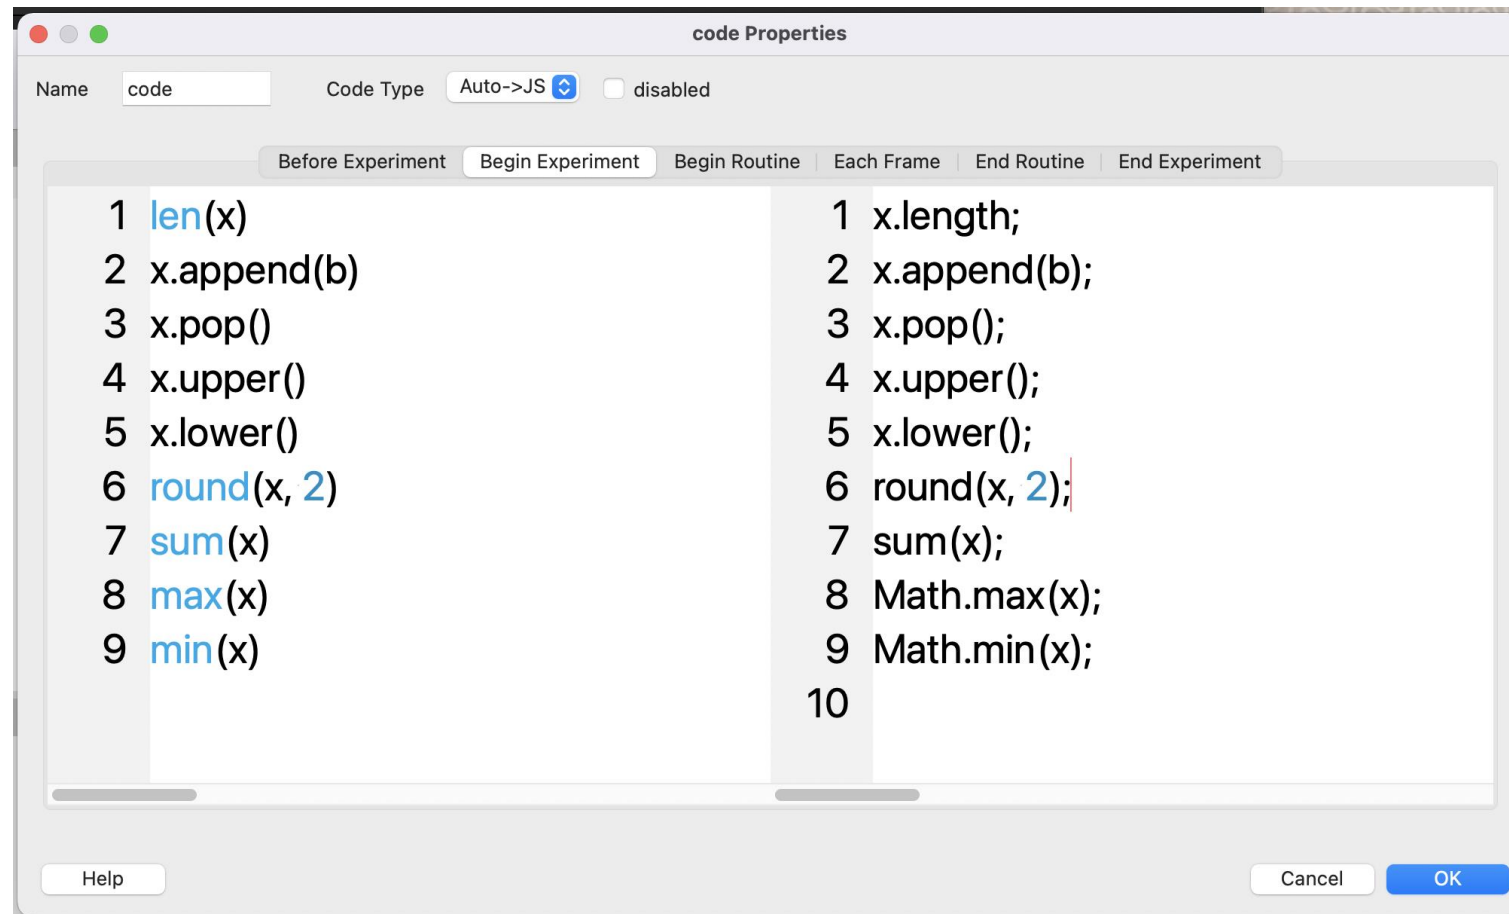 code Properties
Name code Code Type Auto->JS disabled
Before Experiment Begin Experiment Begin Routine Each Frame End Routine End Experiment
1 len(x)
2 x.append(b)
3 x.pop()
4 x.upper()
5 x.lower()
6 round(x, 2)
7 sum(x)
8 max(x)
9 min(x)
1 x.length;
2 x.append(b);
3 x.pop();
4 x.upper();
5 x.lower();
6 round(x, 2);
7 sum(x);
8 Math.max(x);
9 Math.min(x);
10
Help Cancel OK